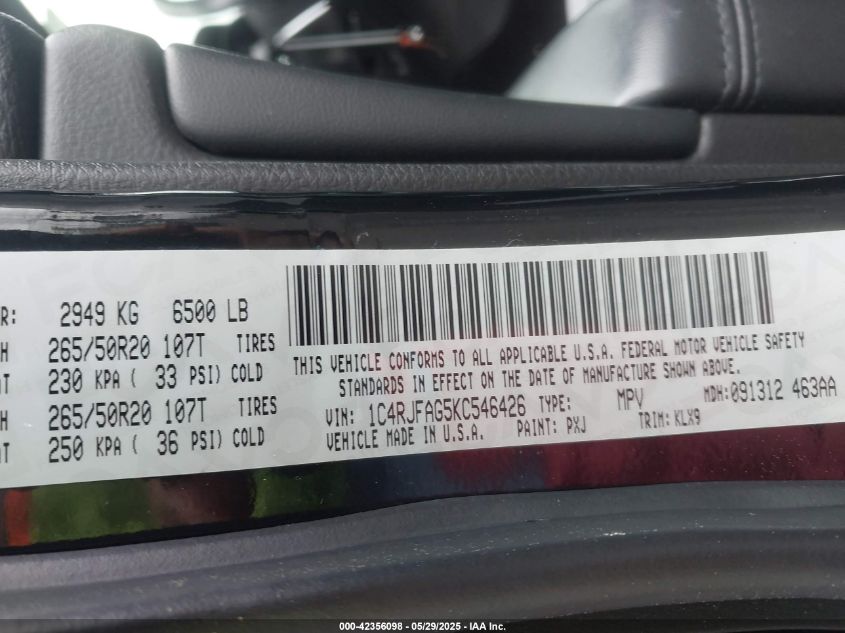 R: 2949 KG 6500 LB
H 265/50R20 107T TIRES
T 230 KPA ( 33 PSI) COLD
H 265/50R20 107T TIRES
T 250 KPA ( 36 PSI) COLD
THIS VEHICLE CONFORMS TO ALL APPLICABLE U.S.A. FEDERAL MOTOR VEHICLE SAFETY
STANDARDS IN EFFECT ON THE DATE OF MANUFACTURE SHOWN ABOVE.
VIN: 1C4RJFAG5KC546426 TYPE: MPV MDH:091312 463AA
VEHICLE MADE IN U.S.A. PAINT: PXJ TRIM: KLX9
000-42356098 - 05/29/2025 - IAA Inc.